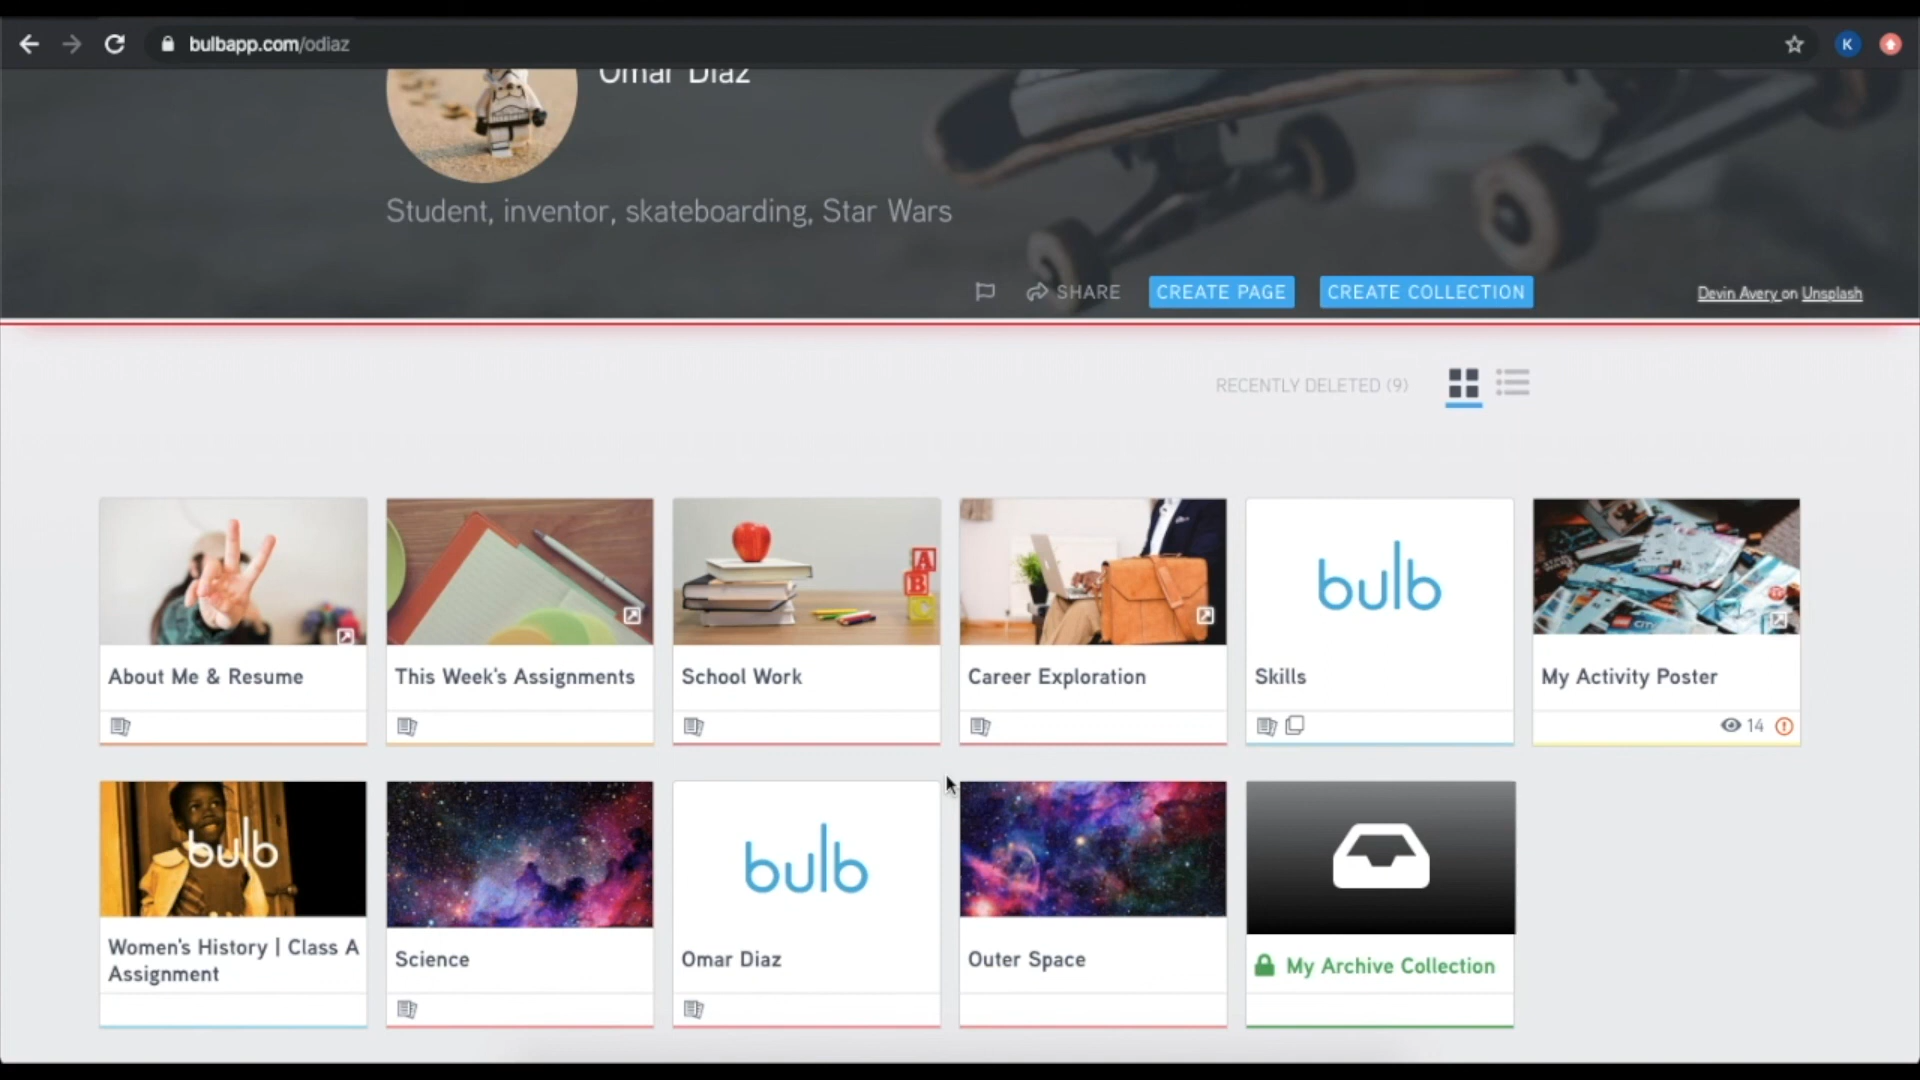 bulbapp.com/odiaz
K
Omar Diaz
Student, inventor, skateboarding, Star Wars
SHARE
CREATE PAGE
CREATE COLLECTION
Devin Avery on Unsplash
RECENTLY DELETED (9)
A
B
C
bulb
LEGO CITY
About Me & Resume
This Week's Assignments
School Work
Career Exploration
Skills
My Activity Poster
14
bulb
bulb
Women's History | Class A
Assignment
Science
Omar Diaz
Outer Space
My Archive Collection